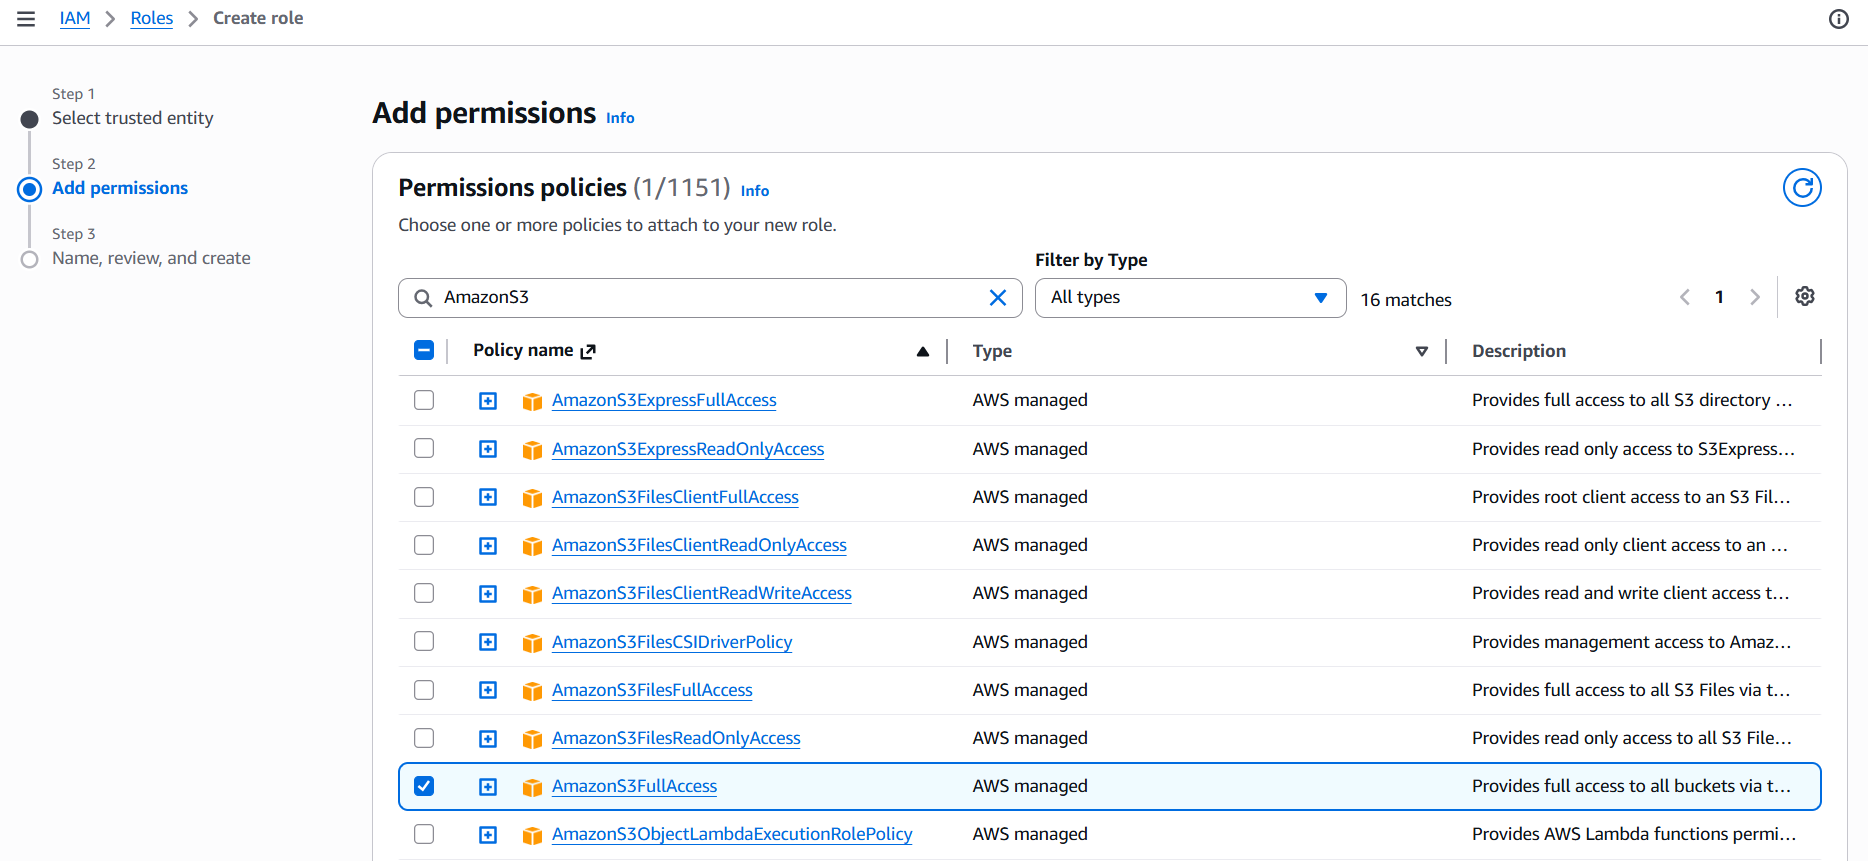 IAM > Roles > Create role
Step 1
Select trusted entity
Step 2
Add permissions
Step 3
Name, review, and create
Add permissions Info
Permissions policies (1/1151) Info
Choose one or more policies to attach to your new role.
Filter by Type
AmazonS3 All types 16 matches 1
Policy name Type Description
AmazonS3ExpressFullAccess AWS managed Provides full access to all S3 directory ...
AmazonS3ExpressReadOnlyAccess AWS managed Provides read only access to S3Express...
AmazonS3FilesClientFullAccess AWS managed Provides root client access to an S3 Fil...
AmazonS3FilesClientReadOnlyAccess AWS managed Provides read only client access to an ...
AmazonS3FilesClientReadWriteAccess AWS managed Provides read and write client access t...
AmazonS3FilesCSIDriverPolicy AWS managed Provides management access to Amaz...
AmazonS3FilesFullAccess AWS managed Provides full access to all S3 Files via t...
AmazonS3FilesReadOnlyAccess AWS managed Provides read only access to all S3 File...
AmazonS3FullAccess AWS managed Provides full access to all buckets via t...
AmazonS3ObjectLambdaExecutionRolePolicy AWS managed Provides AWS Lambda functions permi...